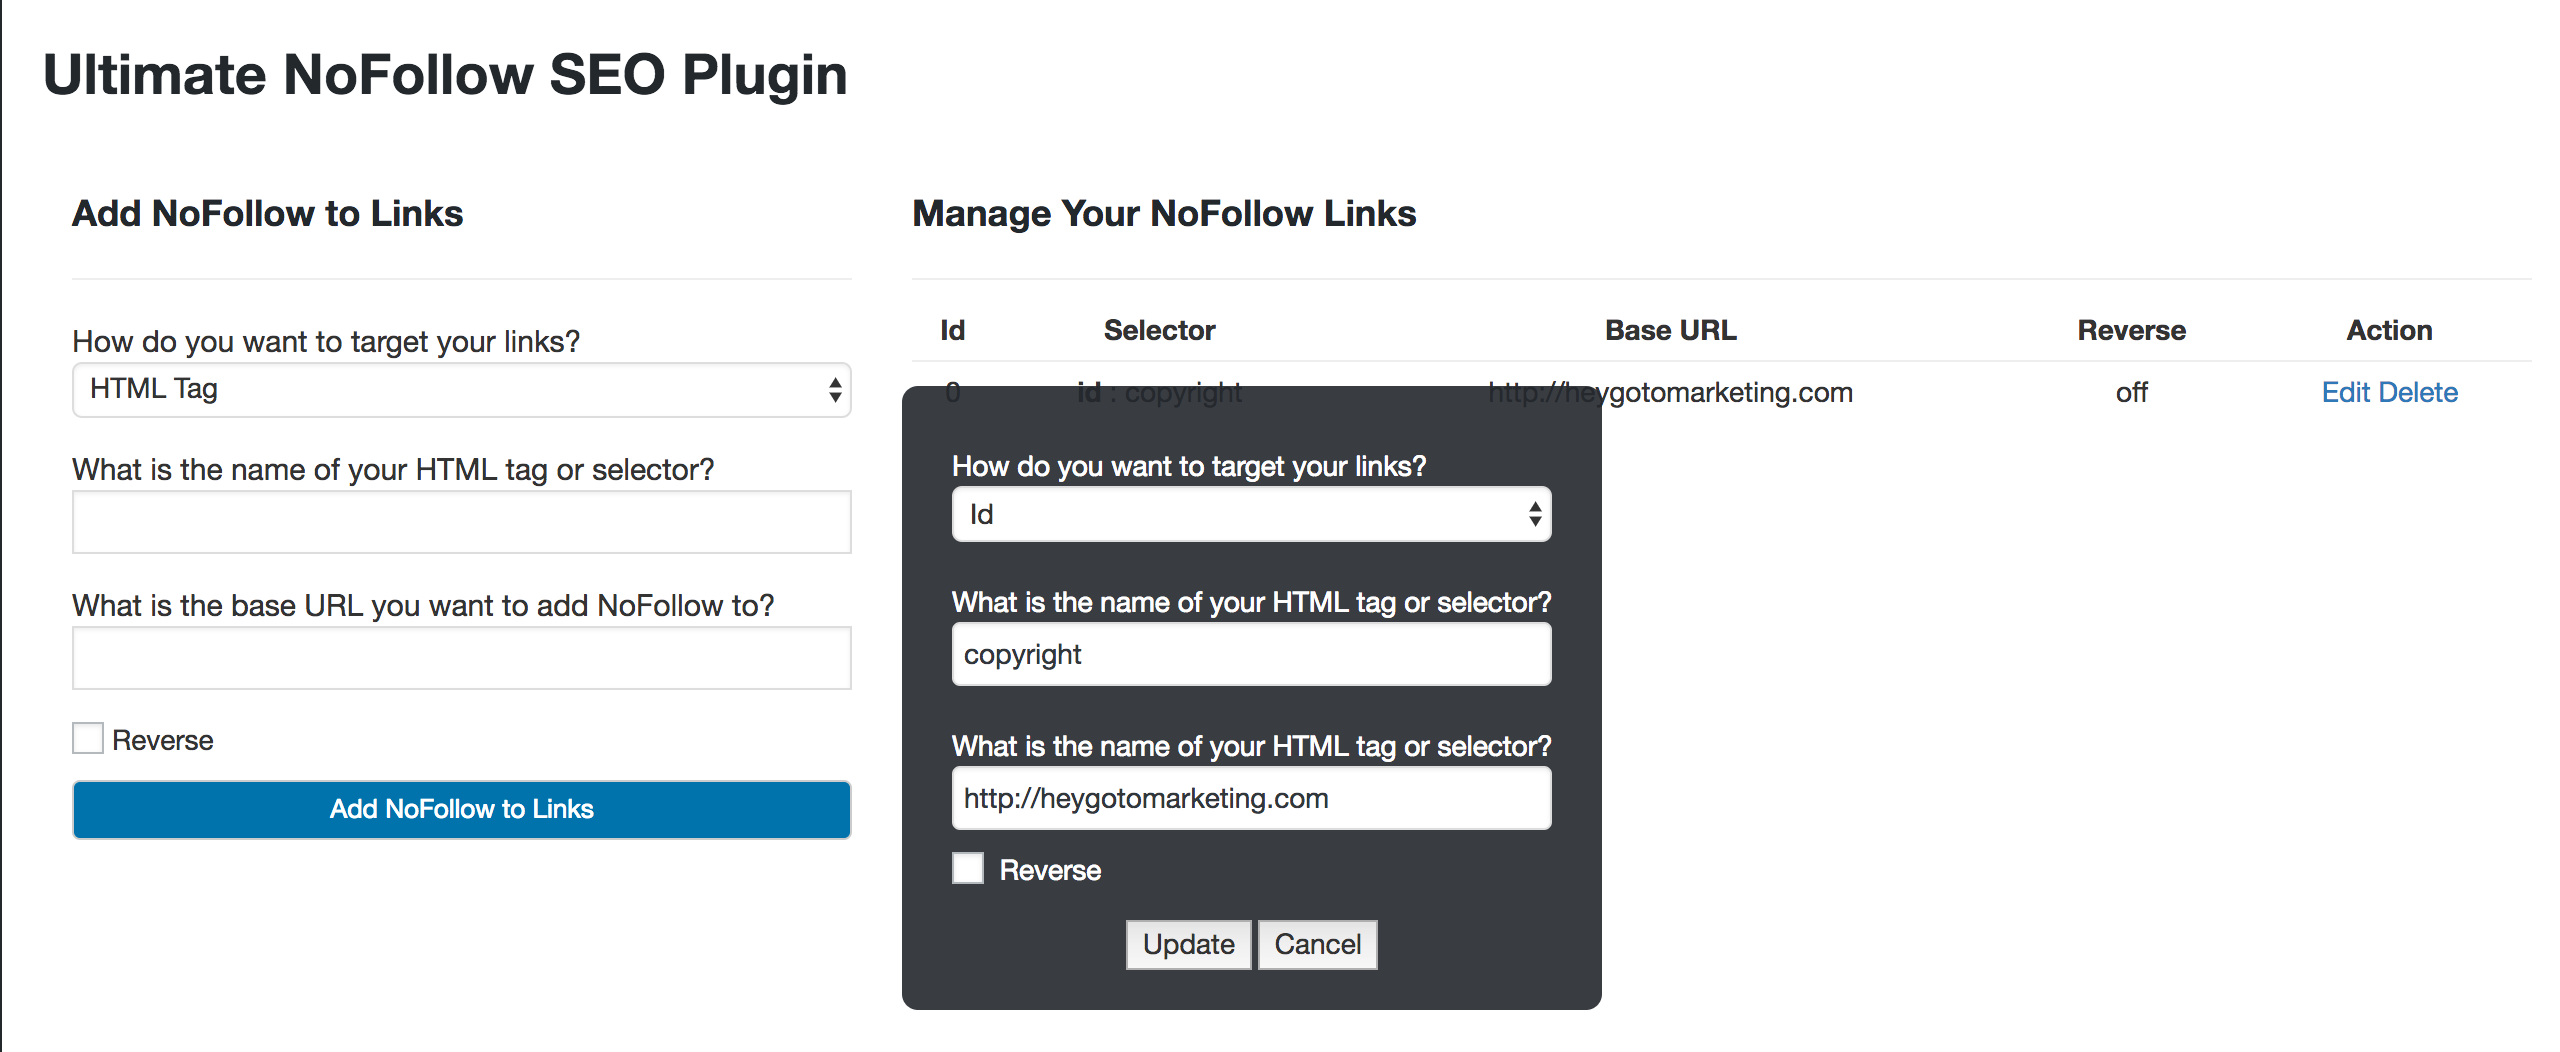 Ultimate NoFollow SEO Plugin
Add NoFollow to Links
How do you want to target your links?
HTML Tag
What is the name of your HTML tag or selector?
What is the base URL you want to add NoFollow to?
Reverse
Add NoFollow to Links
Manage Your NoFollow Links
Id Selector Base URL Reverse Action
0 id : copyright http://heygotomarketing.com off Edit Delete
How do you want to target your links?
Id
What is the name of your HTML tag or selector?
copyright
What is the name of your HTML tag or selector?
http://heygotomarketing.com
Reverse
Update Cancel